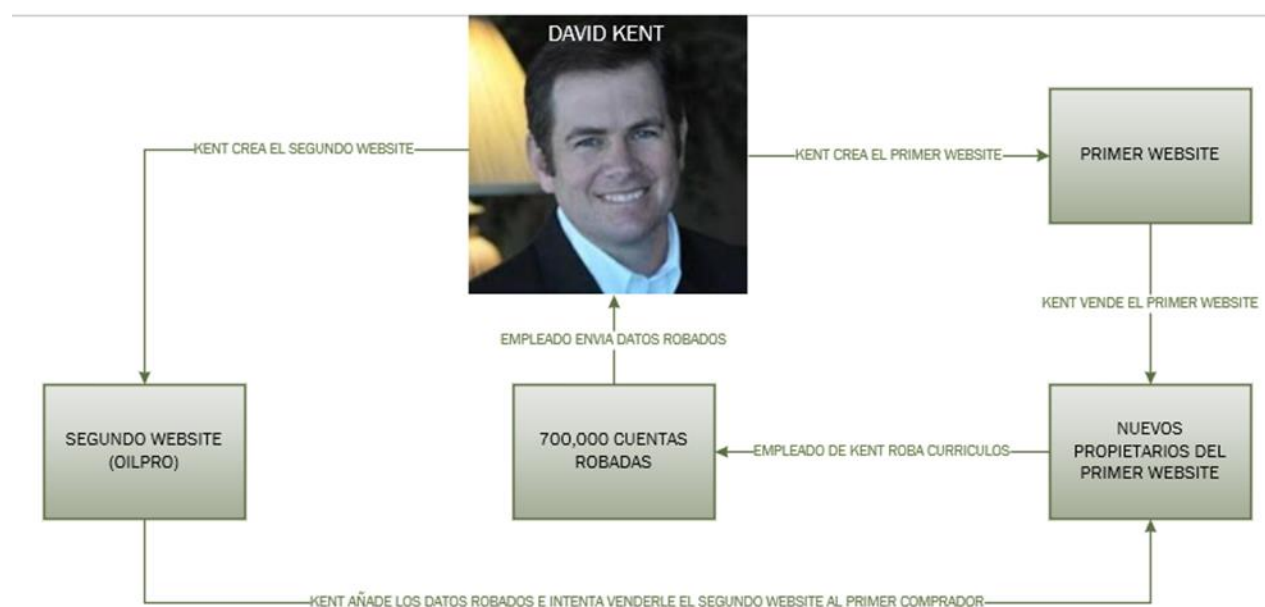 DAVID KENT
KENT CREA EL SEGUNDO WEBSITE
KENT CREA EL PRIMER WEBSITE
PRIMER WEBSITE
KENT VENDE EL PRIMER WEBSITE
EMPLEADO ENVIA DATOS ROBADOS
SEGUNDO WEBSITE
(OILPRO)
700,000 CUENTAS
ROBADAS
EMPLEADO DE KENT ROBA CURRICULOS
NUEVOS
PROPIETARIOS DEL
PRIMER WEBSITE
KENT AÑADE LOS DATOS ROBADOS E INTENTA VENDERLE EL SEGUNDO WEBSITE AL PRIMER COMPRADOR